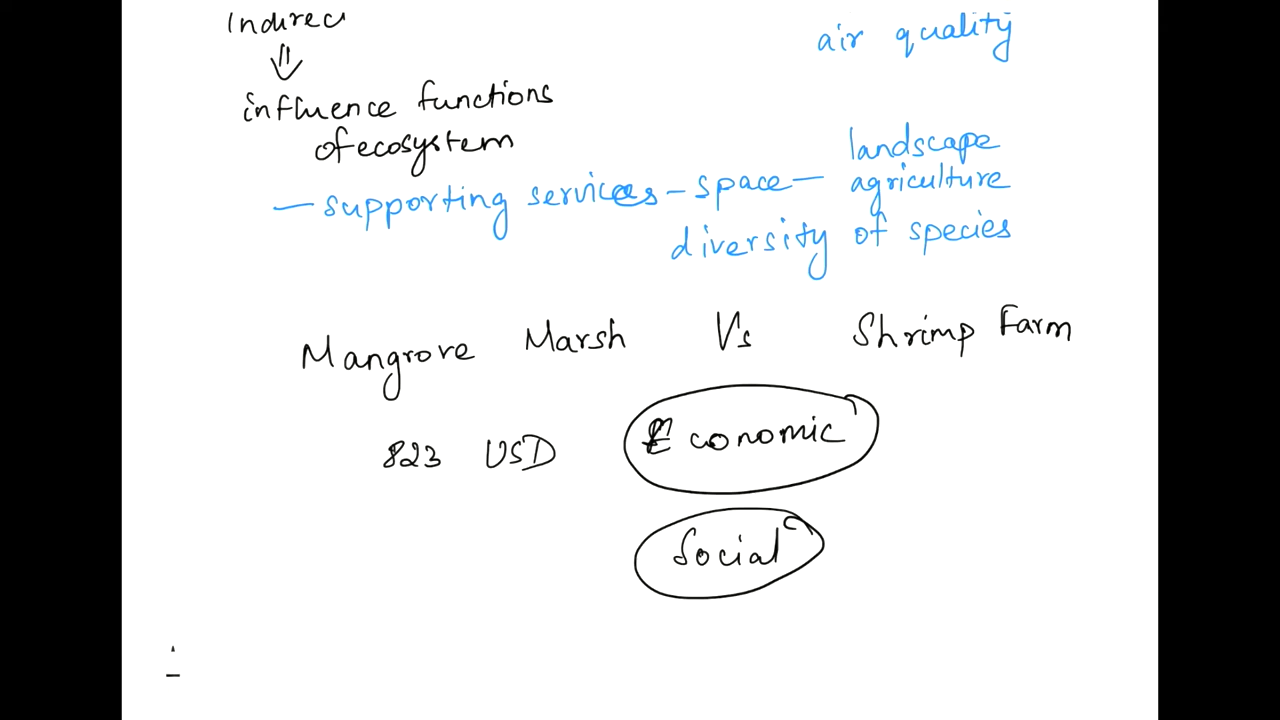 Indirec
air quality
⇓
influence functions
of ecosystem
landscape
— supporting services – space — agriculture
diversity of species
Mangrove Marsh Vs Shrimp Farm
823 USD Economic
Social